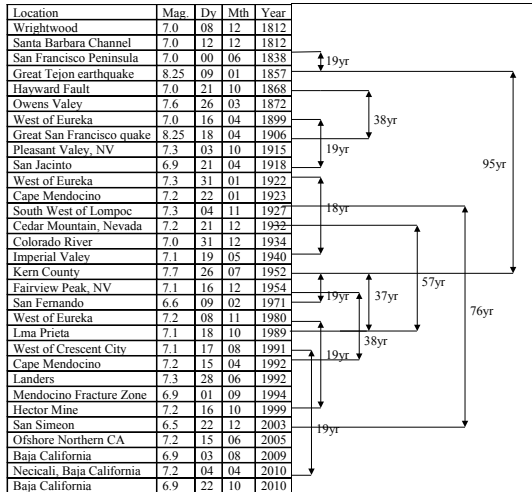 Location Mag. Dy Mth Year
Wrightwood 7.0 08 12 1812
Santa Barbara Channel 7.0 12 12 1812
San Francisco Peninsula 7.0 00 06 1838
19yr
Great Tejon earthquake 8.25 09 01 1857
Hayward Fault 7.0 21 10 1868
Owens Valey 7.6 26 03 1872
38yr
West of Eureka 7.0 16 04 1899
Great San Francisco quake 8.25 18 04 1906
Pleasant Valey, NV 7.3 03 10 1915
19yr
San Jacinto 6.9 21 04 1918
95yr
West of Eureka 7.3 31 01 1922
Cape Mendocino 7.2 22 01 1923
South West of Lompoc 7.3 04 11 1927
18yr
Cedar Mountain, Nevada 7.2 21 12 1932
Colorado River 7.0 31 12 1934
Imperial Valey 7.1 19 05 1940
Kern County 7.7 26 07 1952
57yr
Fairview Peak, NV 7.1 16 12 1954
19yr 37yr
San Fernando 6.6 09 02 1971
76yr
West of Eureka 7.2 08 11 1980
Lma Prieta 7.1 18 10 1989
38yr
West of Crescent City 7.1 17 08 1991
19yr
Cape Mendocino 7.2 15 04 1992
Landers 7.3 28 06 1992
Mendocino Fracture Zone 6.9 01 09 1994
Hector Mine 7.2 16 10 1999
San Simeon 6.5 22 12 2003
19yr
Ofshore Northern CA 7.2 15 06 2005
Baja California 6.9 03 08 2009
Necicali, Baja California 7.2 04 04 2010
Baja California 6.9 22 10 2010